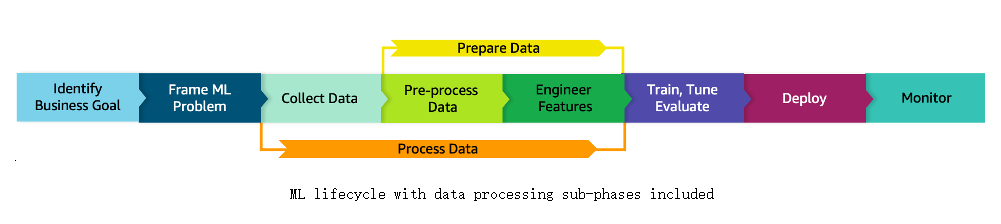 Prepare Data
Identify
Business Goal
Frame ML
Problem
Collect Data
Pre-process
Data
Engineer
Features
Train, Tune
Evaluate
Deploy
Monitor
Process Data
ML lifecycle with data processing sub-phases included